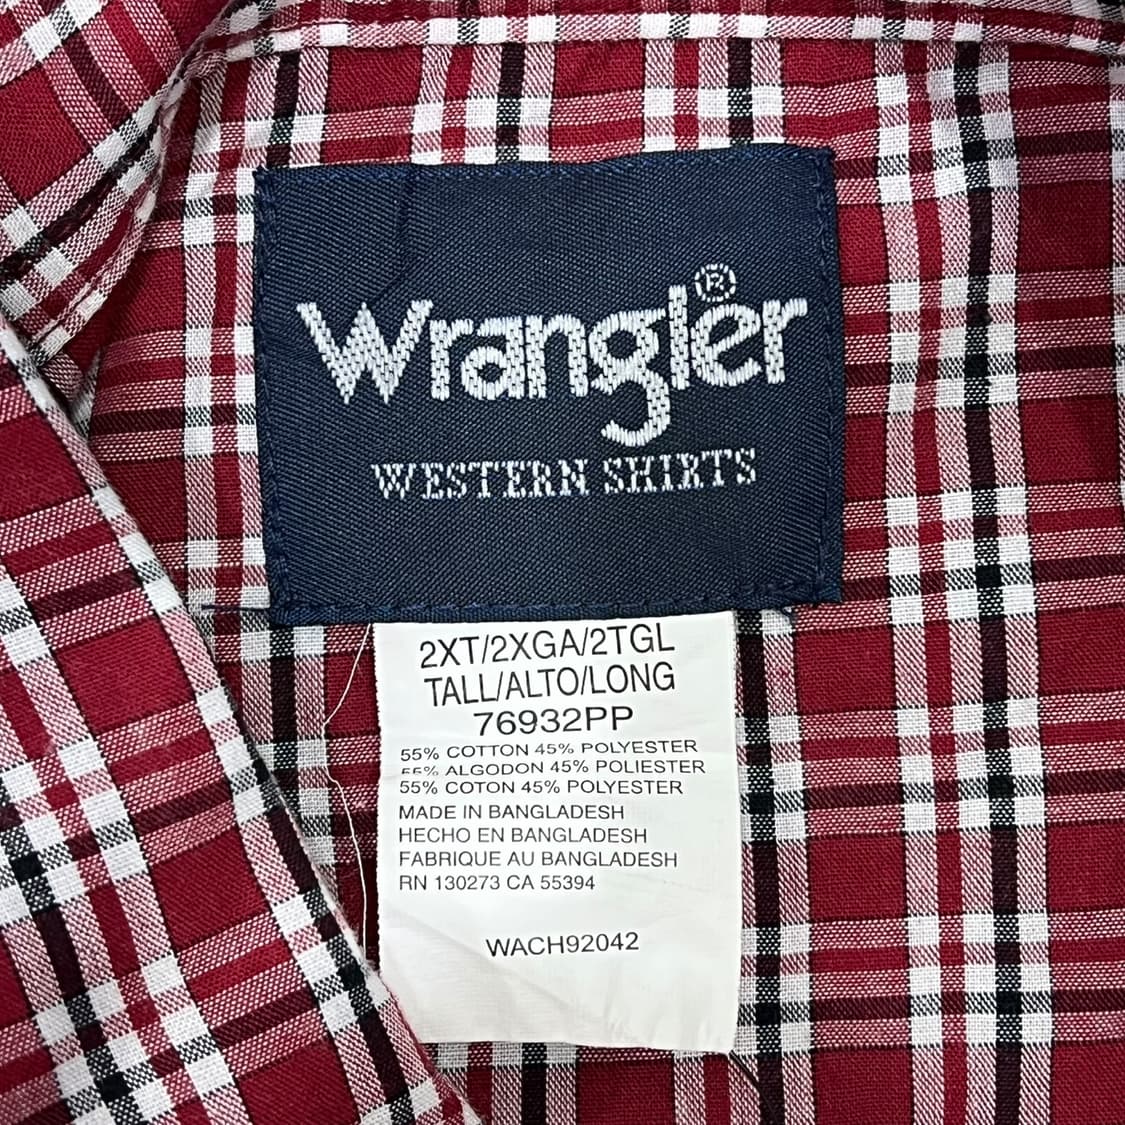 Wrangler®
WESTERN SHIRTS
2XT/2XGA/2TGL
TALL/ALTO/LONG
76932PP
55% COTTON 45% POLYESTER
55% ALGODON 45% POLIESTER
55% COTON 45% POLYESTER
MADE IN BANGLADESH
HECHO EN BANGLADESH
FABRIQUE AU BANGLADESH
RN 130273 CA 55394
WACH92042